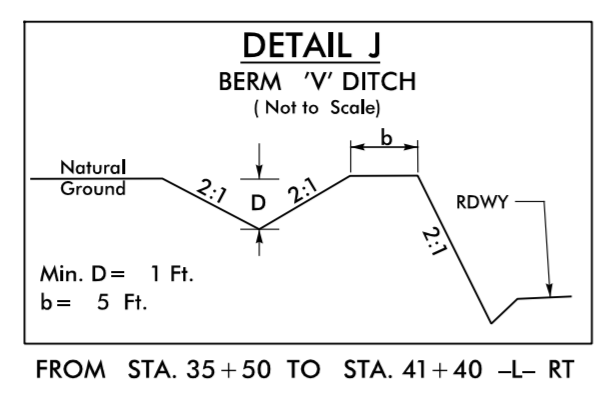 DETAIL J
BERM 'V' DITCH
( Not to Scale)
b
Natural
Ground
2:1
D
2:1
RDWY
2:1
Min. D= 1 Ft.
b= 5 Ft.
FROM STA. 35+50 TO STA. 41+40 -L- RT